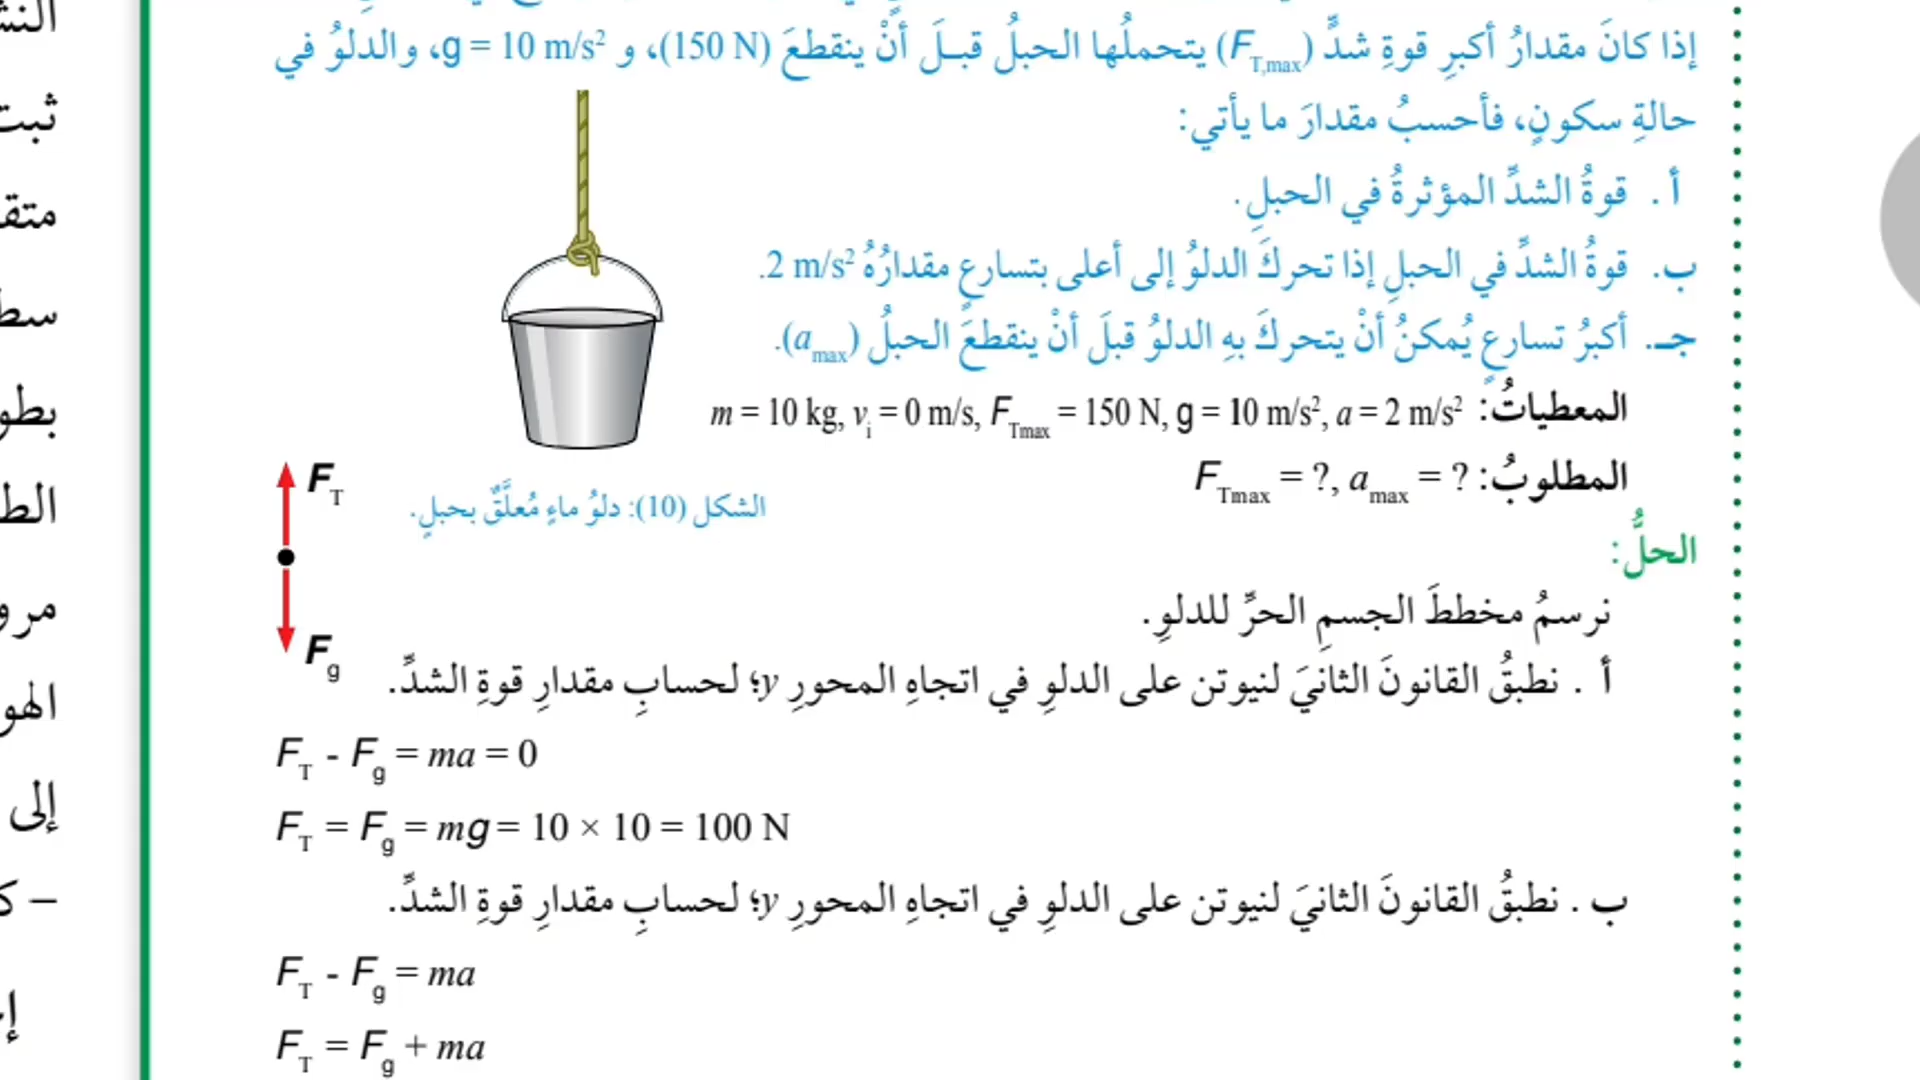 إذا كانَ مقدارُ أكبرِ قوةِ شدٍّ (F_T,max) يتحملُها الحبلُ قبـلَ أنْ ينقطعَ (150 N)، و g = 10 m/s²، والدلوُ في
حالةِ سكونٍ، فأحسبُ مقدارَ ما يأتي:
أ . قوةُ الشدِّ المؤثرةُ في الحبلِ.
ب. قوةُ الشدِّ في الحبلِ إذا تحركَ الدلوُ إلى أعلى بتسارعٍ مقدارُهُ 2 m/s².
جـ. أكبرُ تسارعٍ يُمكنُ أنْ يتحركَ بهِ الدلوُ قبلَ أنْ ينقطعَ الحبلُ (a_max).
المعطياتُ: m = 10 kg, v_i = 0 m/s, F_Tmax = 150 N, g = 10 m/s², a = 2 m/s²
المطلوبُ: F_Tmax = ?, a_max = ?
F_T
الشكل (10): دلوُ ماءٍ مُعلَّقٌ بحبلٍ.
الحلُّ:
نرسمُ مخططَ الجسمِ الحرِّ للدلوِ.
F_g
أ . نطبقُ القانونَ الثانيَ لنيوتن على الدلوِ في اتجاهِ المحورِ y؛ لحسابِ مقدارِ قوةِ الشدِّ.
F_T - F_g = ma = 0
F_T = F_g = mg = 10 × 10 = 100 N
ب . نطبقُ القانونَ الثانيَ لنيوتن على الدلوِ في اتجاهِ المحورِ y؛ لحسابِ مقدارِ قوةِ الشدِّ.
F_T - F_g = ma
F_T = F_g + ma
إلى